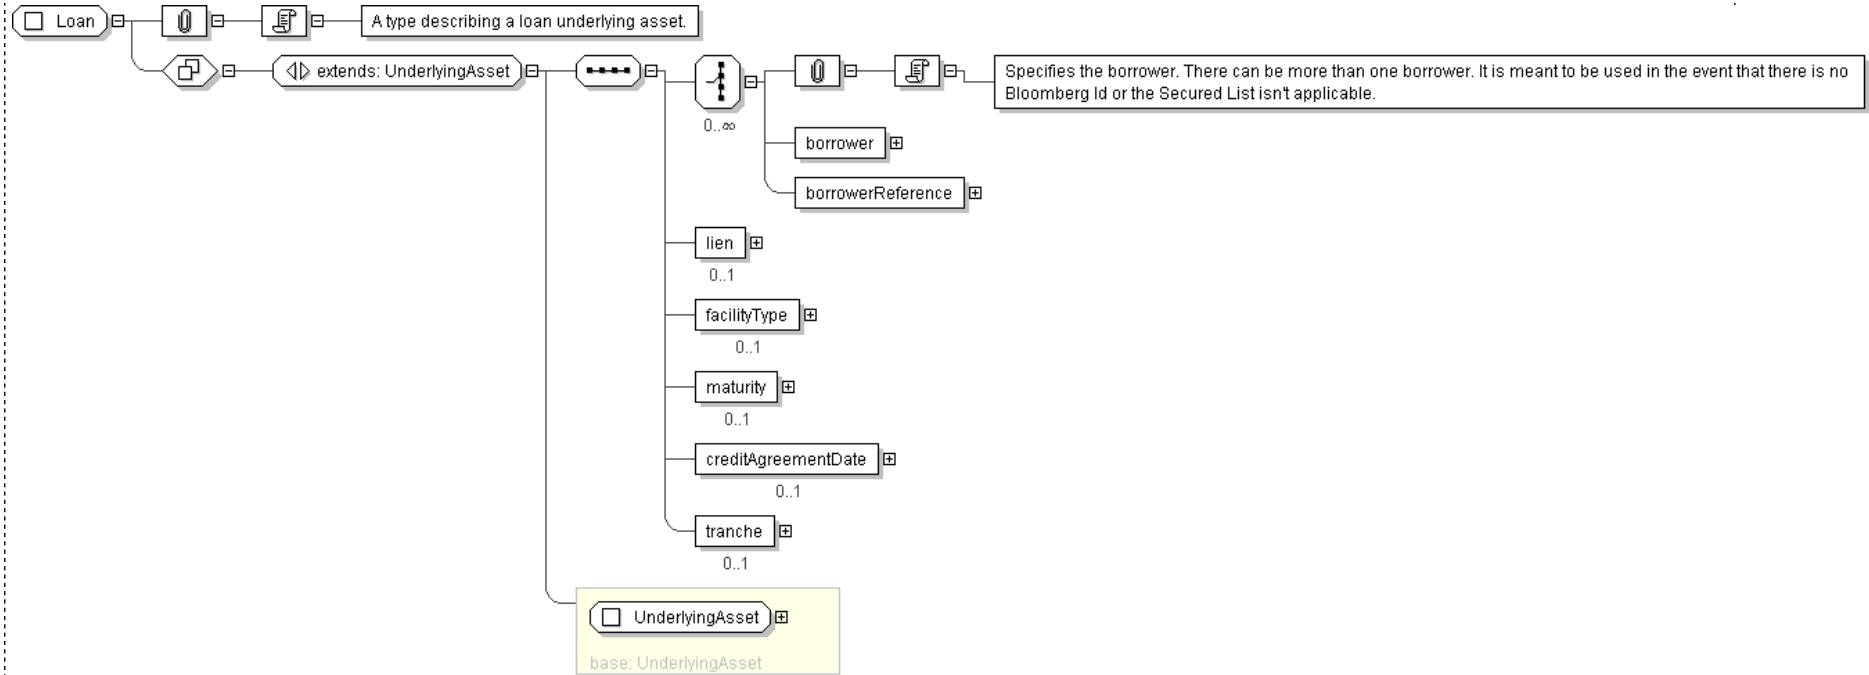 Loan
A type describing a loan underlying asset.
extends: UnderlyingAsset
Specifies the borrower. There can be more than one borrower. It is meant to be used in the event that there is no
Bloomberg Id or the Secured List isn't applicable.
0..∞
borrower
borrowerReference
lien
0..1
facilityType
0..1
maturity
0..1
creditAgreementDate
0..1
tranche
0..1
UnderlyingAsset
base: UnderlyingAsset